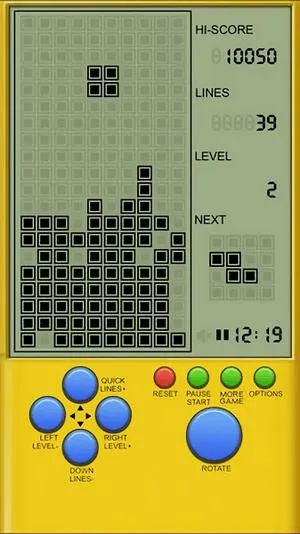 HI-SCORE
10050
LINES
39
LEVEL
2
NEXT
12:19
QUICK
LINES+
LEFT
LEVEL-
RIGHT
LEVEL+
DOWN
LINES-
RESET
PAUSE
START
MORE
GAME
OPTIONS
ROTATE